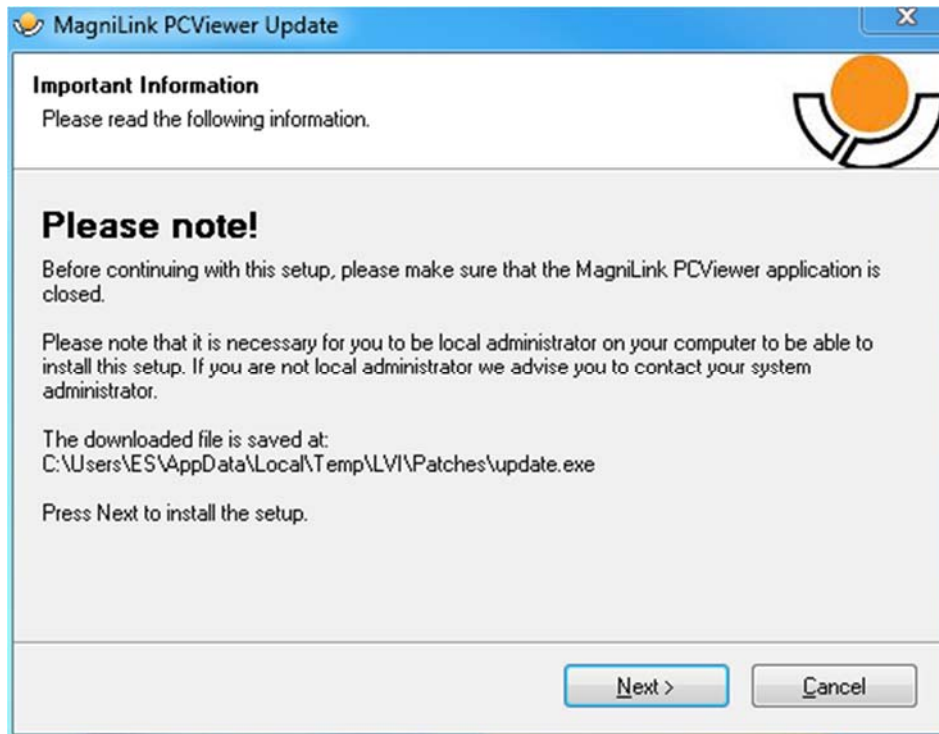 MagniLink PCViewer Update
Important Information
Please read the following information.
Please note!
Before continuing with this setup, please make sure that the MagniLink PCViewer application is
closed.
Please note that it is necessary for you to be local administrator on your computer to be able to
install this setup. If you are not local administrator we advise you to contact your system
administrator.
The downloaded file is saved at:
C:\Users\ES\AppData\Local\Temp\LVI\Patches\update.exe
Press Next to install the setup.
Next >
Cancel